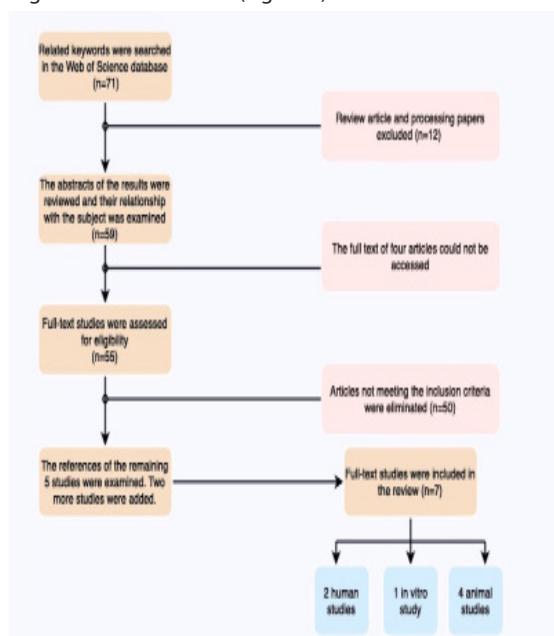 Related keywords were searched
in the Web of Science database
(n=71)
Review article and processing papers
excluded (n=12)
The abstracts of the results were
reviewed and their relationship
with the subject was examined
(n=59)
The full text of four articles could not be
accessed
Full-text studies were assessed
for eligibility
(n=55)
Articles not meeting the inclusion criteria
were eliminated (n=50)
The references of the remaining
5 studies were examined. Two
more studies were added.
Full-text studies were included in
the review (n=7)
2 human
studies
1 in vitro
study
4 animal
studies